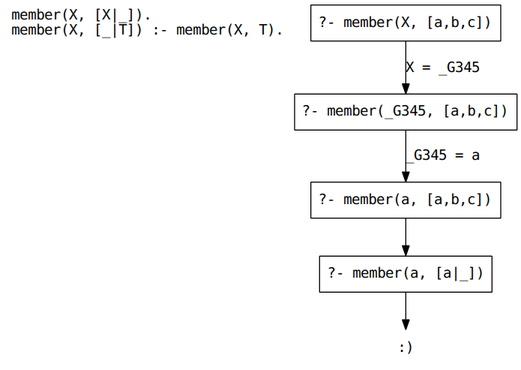 member(X, [X|_]).
member(X, [_|T]) :- member(X, T).
?- member(X, [a,b,c])
X = _G345
?- member(_G345, [a,b,c])
_G345 = a
?- member(a, [a,b,c])
?- member(a, [a|_])
:)